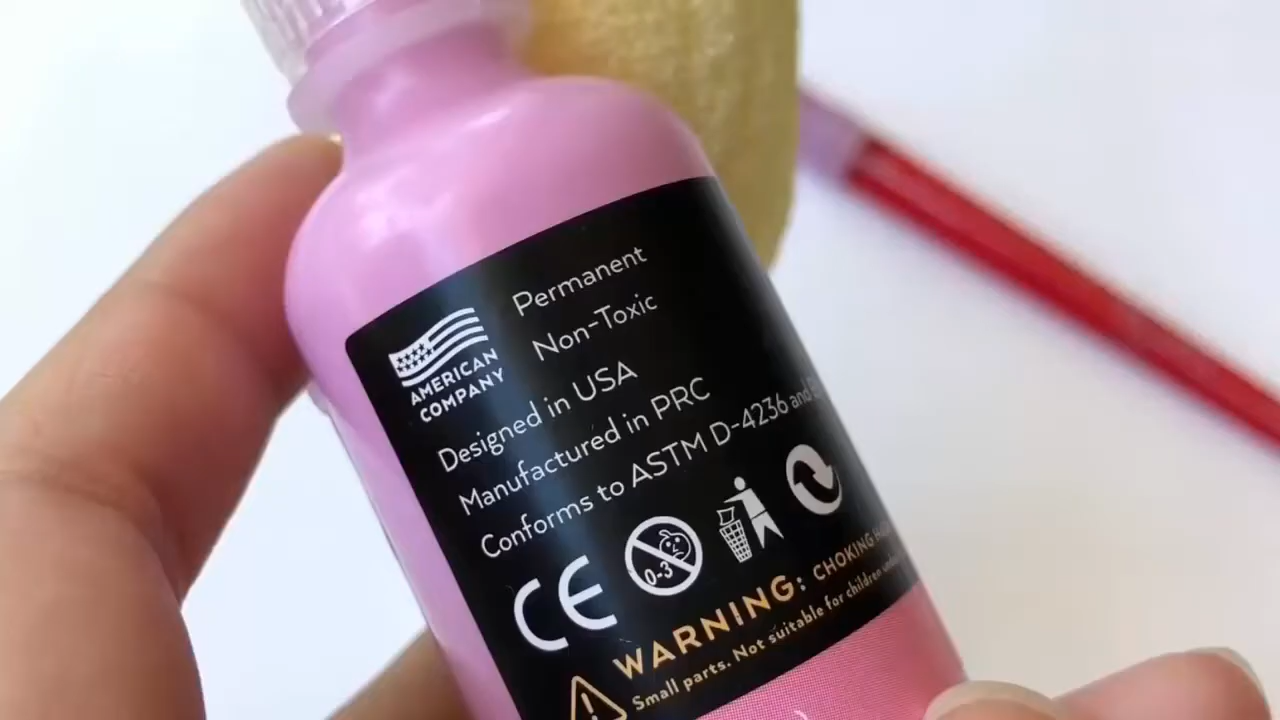 AMERICAN
COMPANY
Permanent
Non-Toxic
Designed in USA
Manufactured in PRC
Conforms to ASTM D-4236 and
CE
0-3
WARNING: CHOKING
Small parts. Not suitable for children